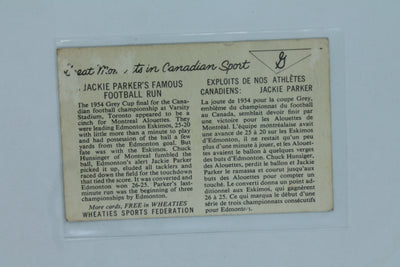 Great Moments in Canadian Sport
G
JACKIE PARKER'S FAMOUS
FOOTBALL RUN
The 1954 Grey Cup final for the Cana-
dian football championship at Varsity
Stadium, Toronto appeared to be a
cinch for Montreal Alouettes. They
were leading Edmonton Eskimos, 25-20
with little more than a minute to play
and had possession of the ball a few
yards from the Edmonton goal. But
fate was with the Eskimos. Chuck
Hunsinger of Montreal fumbled the
ball, Edmonton's alert Jackie Parker
picked it up, eluded all tacklers and
raced down the field for the touchdown
that tied the score. It was converted and
Edmonton won 26-25. Parker's last-
minute run was the beginning of three
championships by Edmonton.
More cards, FREE in WHEATIES
WHEATIES SPORTS FEDERATION
EXPLOITS DE NOS ATHLÈTES
CANADIENS: JACKIE PARKER
La joute de 1954 pour la coupe Grey,
emblème du championnat du football
au Canada, semblait devoir finir par
une victoire pour les Alouettes de
Montréal. L'équipe montréalaise avait
une avance de 25 à 20 sur les Eskimos
d'Edmonton, il ne restait qu'un peu
plus d'une minute à jouer et les Alou-
ettes avaient le ballon à quelques verges
du but d'Edmonton. Chuck Hunsinger,
des Alouettes, perdit le ballon et Jackie
Parker le ramassa et courut jusqu'aux
buts des Alouettes pour compter un
touché. Le converti donna un point ad-
ditionnel aux Eskimos, qui gagnèrent
26 à 25. Ce qui marqua le début d'une
série de trois championnats consécutifs
pour Edmonton.